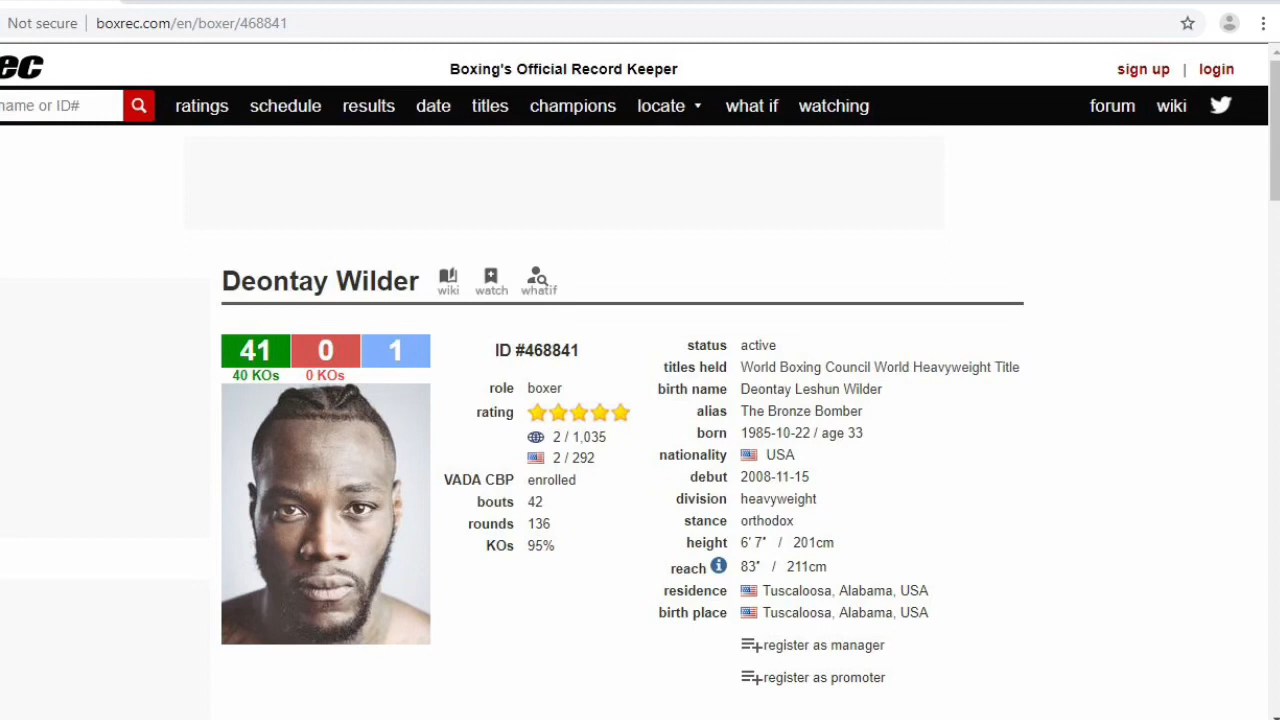 Not secure | boxrec.com/en/boxer/468841
ec
Boxing's Official Record Keeper
sign up | login
name or ID#
ratings schedule results date titles champions locate what if watching forum wiki
Deontay Wilder
wiki watch whatif
41 0 1
40 KOs 0 KOs
ID #468841
role boxer
rating
2 / 1,035
2 / 292
VADA CBP enrolled
bouts 42
rounds 136
KOs 95%
status active
titles held World Boxing Council World Heavyweight Title
birth name Deontay Leshun Wilder
alias The Bronze Bomber
born 1985-10-22 / age 33
nationality USA
debut 2008-11-15
division heavyweight
stance orthodox
height 6′ 7″ / 201cm
reach 83″ / 211cm
residence Tuscaloosa, Alabama, USA
birth place Tuscaloosa, Alabama, USA
register as manager
register as promoter